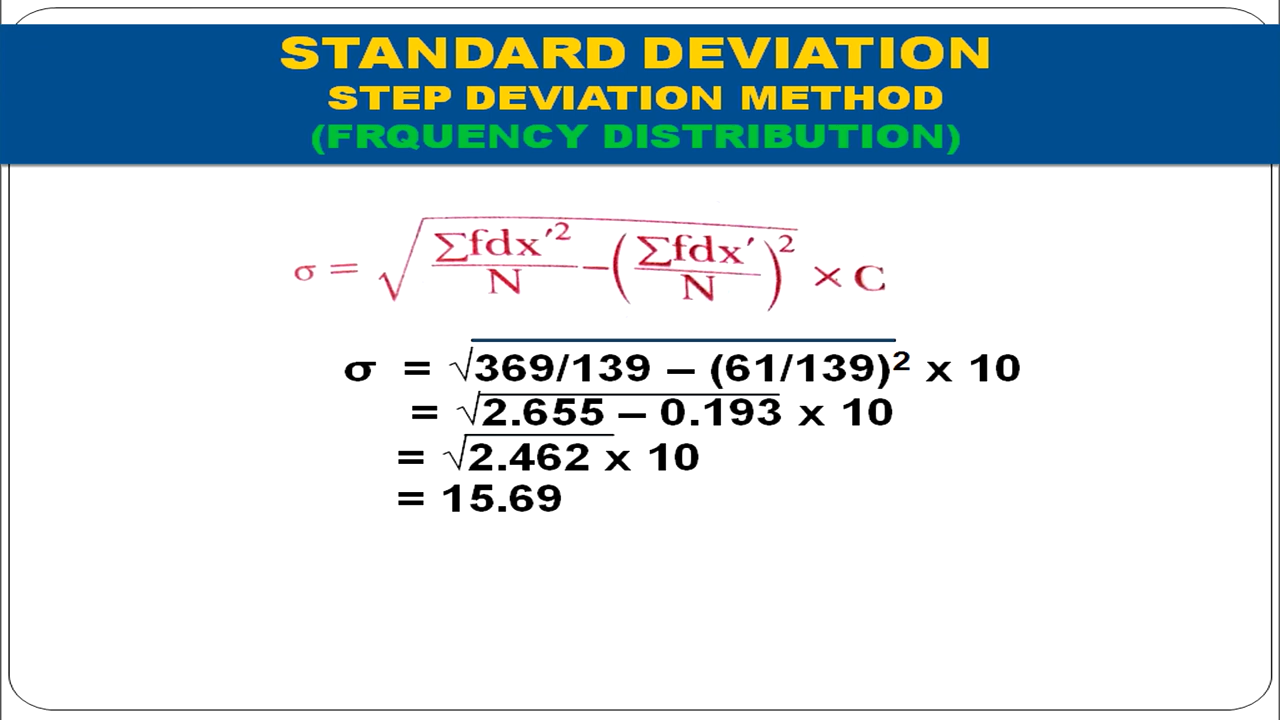 STANDARD DEVIATION
STEP DEVIATION METHOD
(FRQUENCY DISTRIBUTION)
σ = √ Σfdx′²/N − (Σfdx′/N)² × C
σ = √369/139 – (61/139)² x 10
= √2.655 – 0.193 x 10
= √2.462 x 10
= 15.69